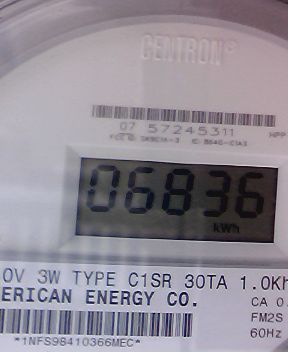 CENTRON®
07 57245311
06836
kWh
0V 3W TYPE C1SR 30TA 1.0Kh
ERICAN ENERGY CO.
CA 0.
FM2S
60Hz
*1NFS98410366MEC*